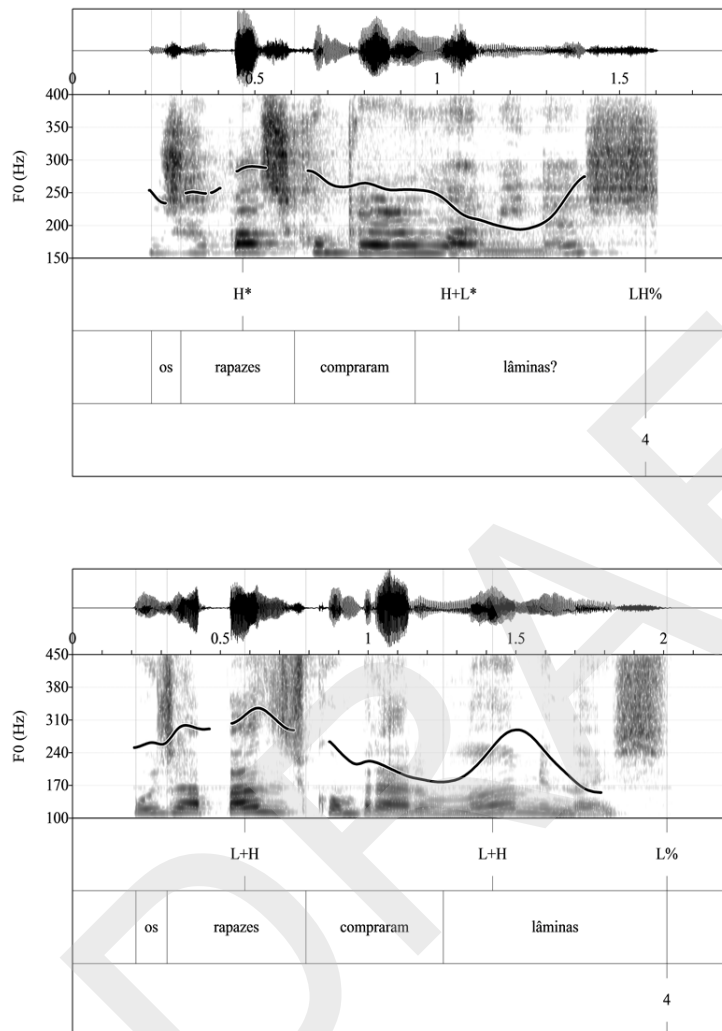 0 0.5 1 1.5
400
350
300
250
200
150
F0 (Hz)
H* H+L* LH%
os rapazes compraram lâminas?
4
0 0.5 1 1.5 2
450
380
310
240
170
100
F0 (Hz)
L+H L+H L%
os rapazes compraram lâminas
4
DRAF